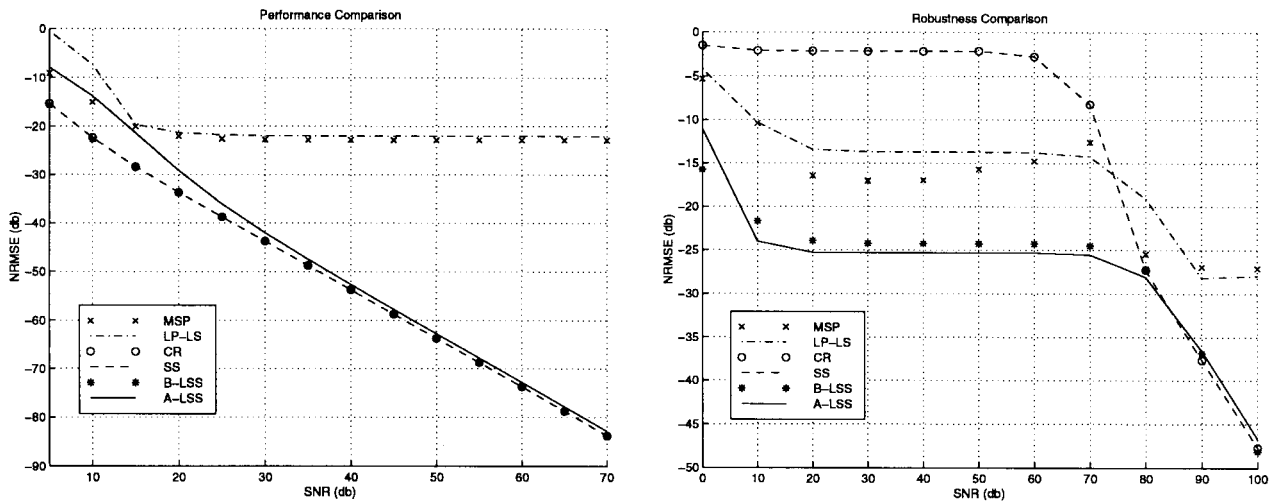 Performance Comparison
0
−10
−20
−30
−40
−50
−60
−70
−80
−90
NRMSE (db)
10
20
30
40
50
60
70
SNR (db)
MSP
LP−LS
CR
SS
B−LSS
A−LSS
Robustness Comparison
0
−5
−10
−15
−20
−25
−30
−35
−40
−45
−50
NRMSE (db)
0
10
20
30
40
50
60
70
80
90
100
SNR (db)
MSP
LP−LS
CR
SS
B−LSS
A−LSS